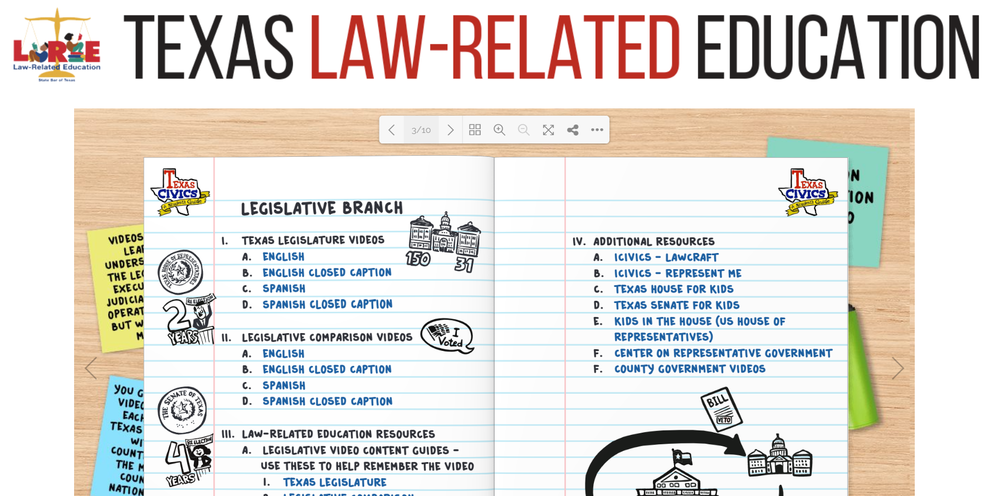 LRE
Law-Related Education
State Bar of Texas
TEXAS LAW-RELATED EDUCATION
3/10
TEXAS
CIVICS
A Student's Guide
LEGISLATIVE BRANCH
I. TEXAS LEGISLATURE VIDEOS
A. ENGLISH
B. ENGLISH CLOSED CAPTION
C. SPANISH
D. SPANISH CLOSED CAPTION
150
31
II. LEGISLATIVE COMPARISON VIDEOS
A. ENGLISH
B. ENGLISH CLOSED CAPTION
C. SPANISH
D. SPANISH CLOSED CAPTION
I
Voted
III. LAW-RELATED EDUCATION RESOURCES
A. LEGISLATIVE VIDEO CONTENT GUIDES -
USE THESE TO HELP REMEMBER THE VIDEO
1. TEXAS LEGISLATURE
TEXAS HOUSE OF REPRESENTATIVES
RE ELECTION
2
YEARS
THE SENATE OF TEXAS
RE ELECTION
4
YEARS
VIDEOS
LEA
UNDERS
THE LE
EXECU
JUDICIA
OPERAT
BUT W
M
YOU G
VIDE
EAC
TEXAS
WI
COUNT
THE M
COUN
NATION
TEXAS
CIVICS
A Student's Guide
IV. ADDITIONAL RESOURCES
A. ICIVICS - LAWCRAFT
B. ICIVICS - REPRESENT ME
C. TEXAS HOUSE FOR KIDS
D. TEXAS SENATE FOR KIDS
E. KIDS IN THE HOUSE (US HOUSE OF
REPRESENTATIVES)
F. CENTER ON REPRESENTATIVE GOVERNMENT
F. COUNTY GOVERNMENT VIDEOS
BILL
VETO
ON
ION
O